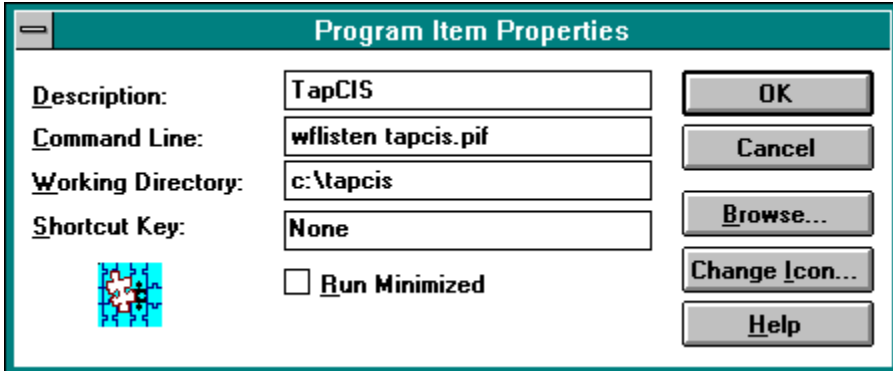 Program Item Properties
Description: TapCIS OK
Command Line: wflisten tapcis.pif Cancel
Working Directory: c:\tapcis
Shortcut Key: None Browse...
Run Minimized Change Icon...
Help